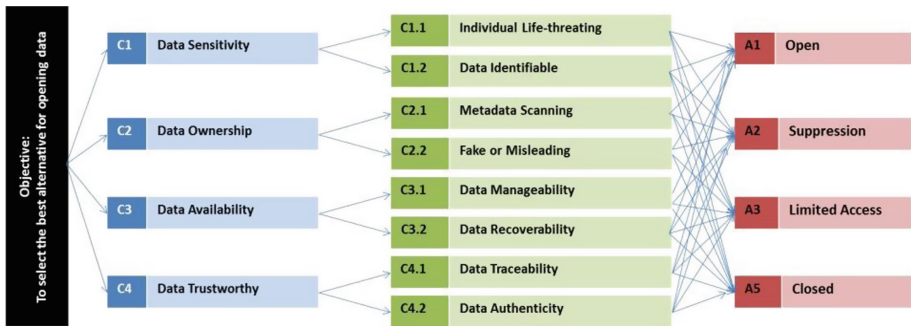 Objective:
To select the best alternative for opening data
C1 Data Sensitivity
C2 Data Ownership
C3 Data Availability
C4 Data Trustworthy
C1.1 Individual Life-threating
C1.2 Data Identifiable
C2.1 Metadata Scanning
C2.2 Fake or Misleading
C3.1 Data Manageability
C3.2 Data Recoverability
C4.1 Data Traceability
C4.2 Data Authenticity
A1 Open
A2 Suppression
A3 Limited Access
A5 Closed